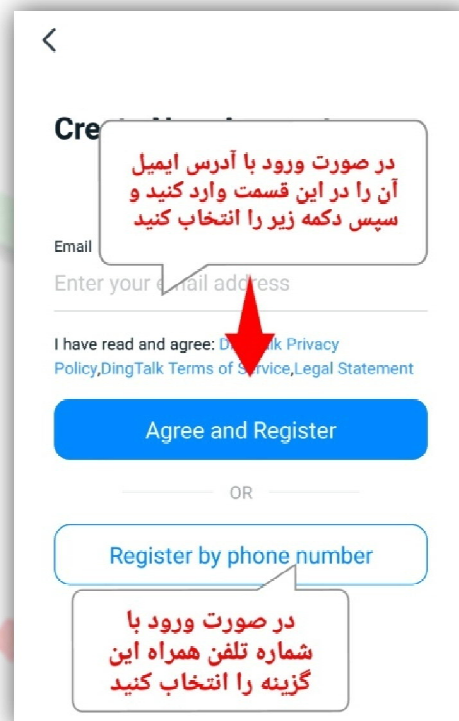 در صورت ورود با آدرس ایمیل
آن را در این قسمت وارد کنید و
سپس دکمه زیر را انتخاب کنید
Email
Enter your email address
I have read and agree: DingTalk Privacy
Policy,DingTalk Terms of Service,Legal Statement
Agree and Register
OR
Register by phone number
در صورت ورود با
شماره تلفن همراه این
گزینه را انتخاب کنید